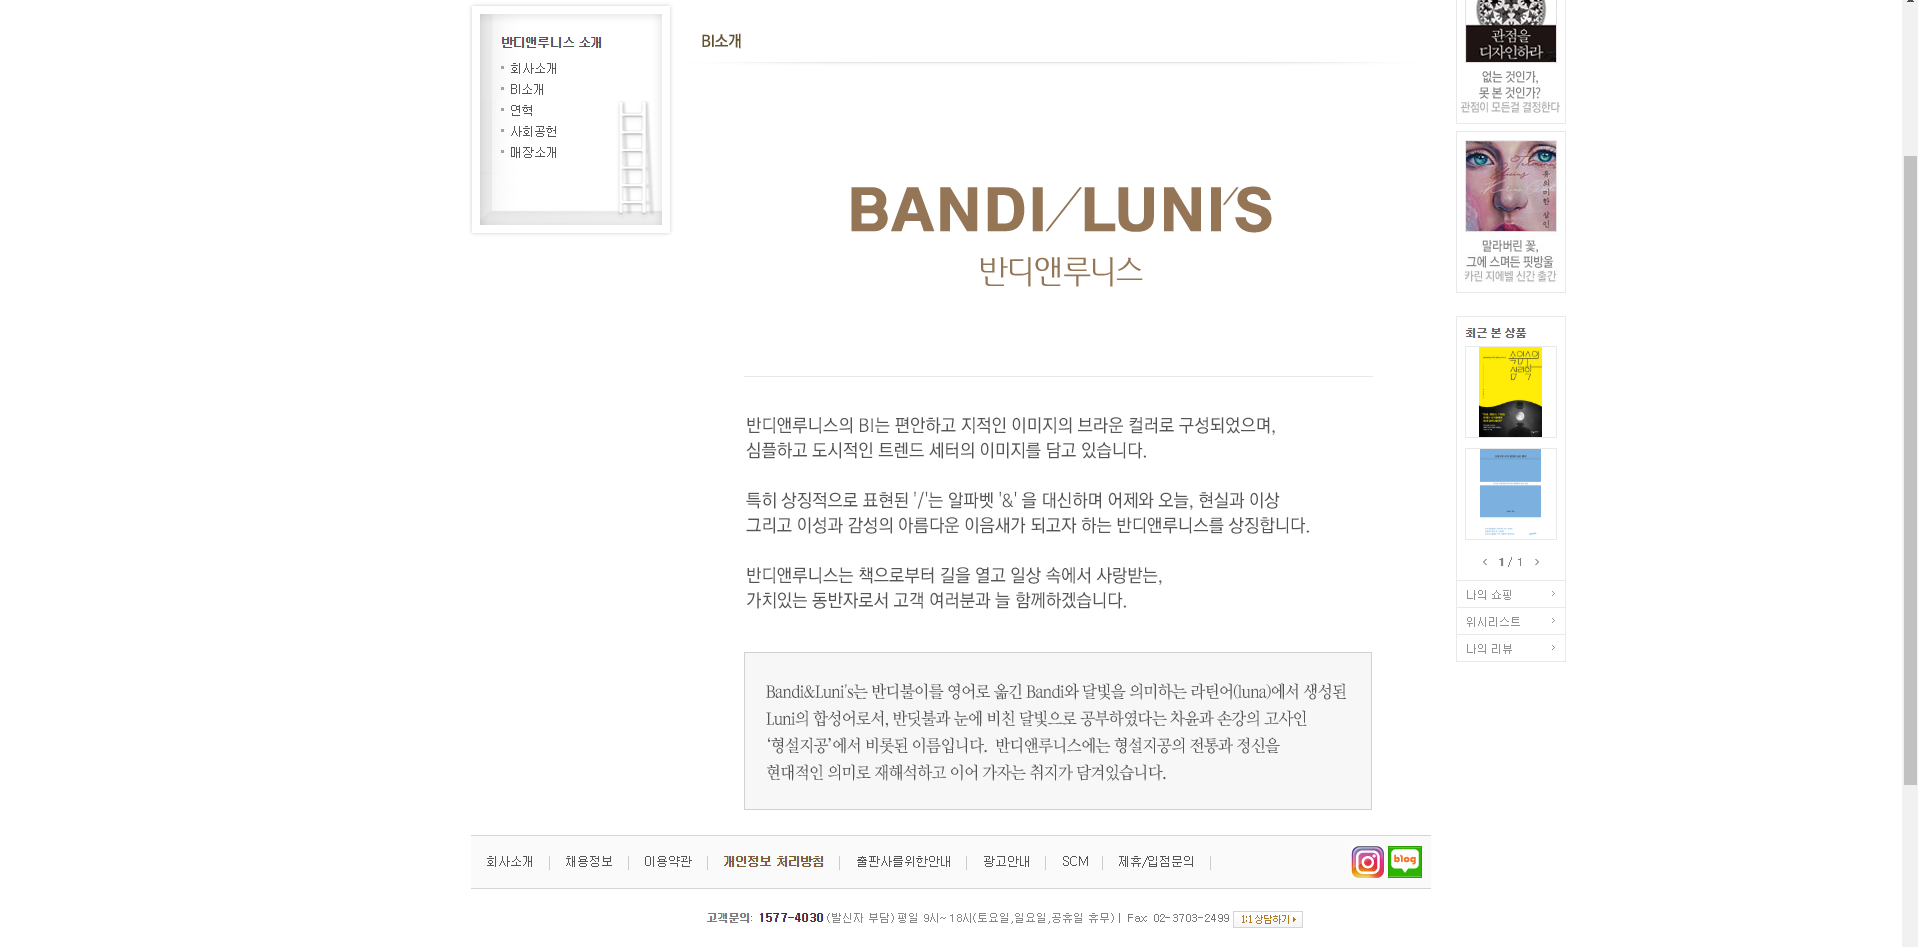 반디앤루니스 소개
회사소개
BI소개
연혁
사회공헌
매장소개
BI소개
BANDI/LUNI'S
반디앤루니스
반디앤루니스의 BI는 편안하고 지적인 이미지의 브라운 컬러로 구성되었으며,
심플하고 도시적인 트렌드 세터의 이미지를 담고 있습니다.
특히 상징적으로 표현된 '/'는 알파벳 '&' 을 대신하며 어제와 오늘, 현실과 이상
그리고 이성과 감성의 아름다운 이음새가 되고자 하는 반디앤루니스를 상징합니다.
반디앤루니스는 책으로부터 길을 열고 일상 속에서 사랑받는,
가치있는 동반자로서 고객 여러분과 늘 함께하겠습니다.
Bandi&Luni's는 반디불이를 영어로 옮긴 Bandi와 달빛을 의미하는 라틴어(luna)에서 생성된
Luni의 합성어로서, 반딧불과 눈에 비친 달빛으로 공부하였다는 차윤과 손강의 고사인
‘형설지공’에서 비롯된 이름입니다. 반디앤루니스에는 형설지공의 전통과 정신을
현대적인 의미로 재해석하고 이어 가자는 취지가 담겨있습니다.
관점을
디자인하라
없는 것인가,
못 본 것인가?
관점이 모든걸 결정한다
유의미한 살인
말라버린 꽃,
그에 스며든 핏방울
카린 지에벨 신간 출간
최근 본 상품
1 / 1
나의 쇼핑
위시리스트
나의 리뷰
회사소개 | 채용정보 | 이용약관 | 개인정보 처리방침 | 출판사를위한안내 | 광고안내 | SCM | 제휴/입점문의 |
blog
고객문의: 1577-4030 (발신자 부담) 평일 9시~18시(토요일,일요일,공휴일 휴무) | Fax: 02-3703-2499 1:1 상담하기